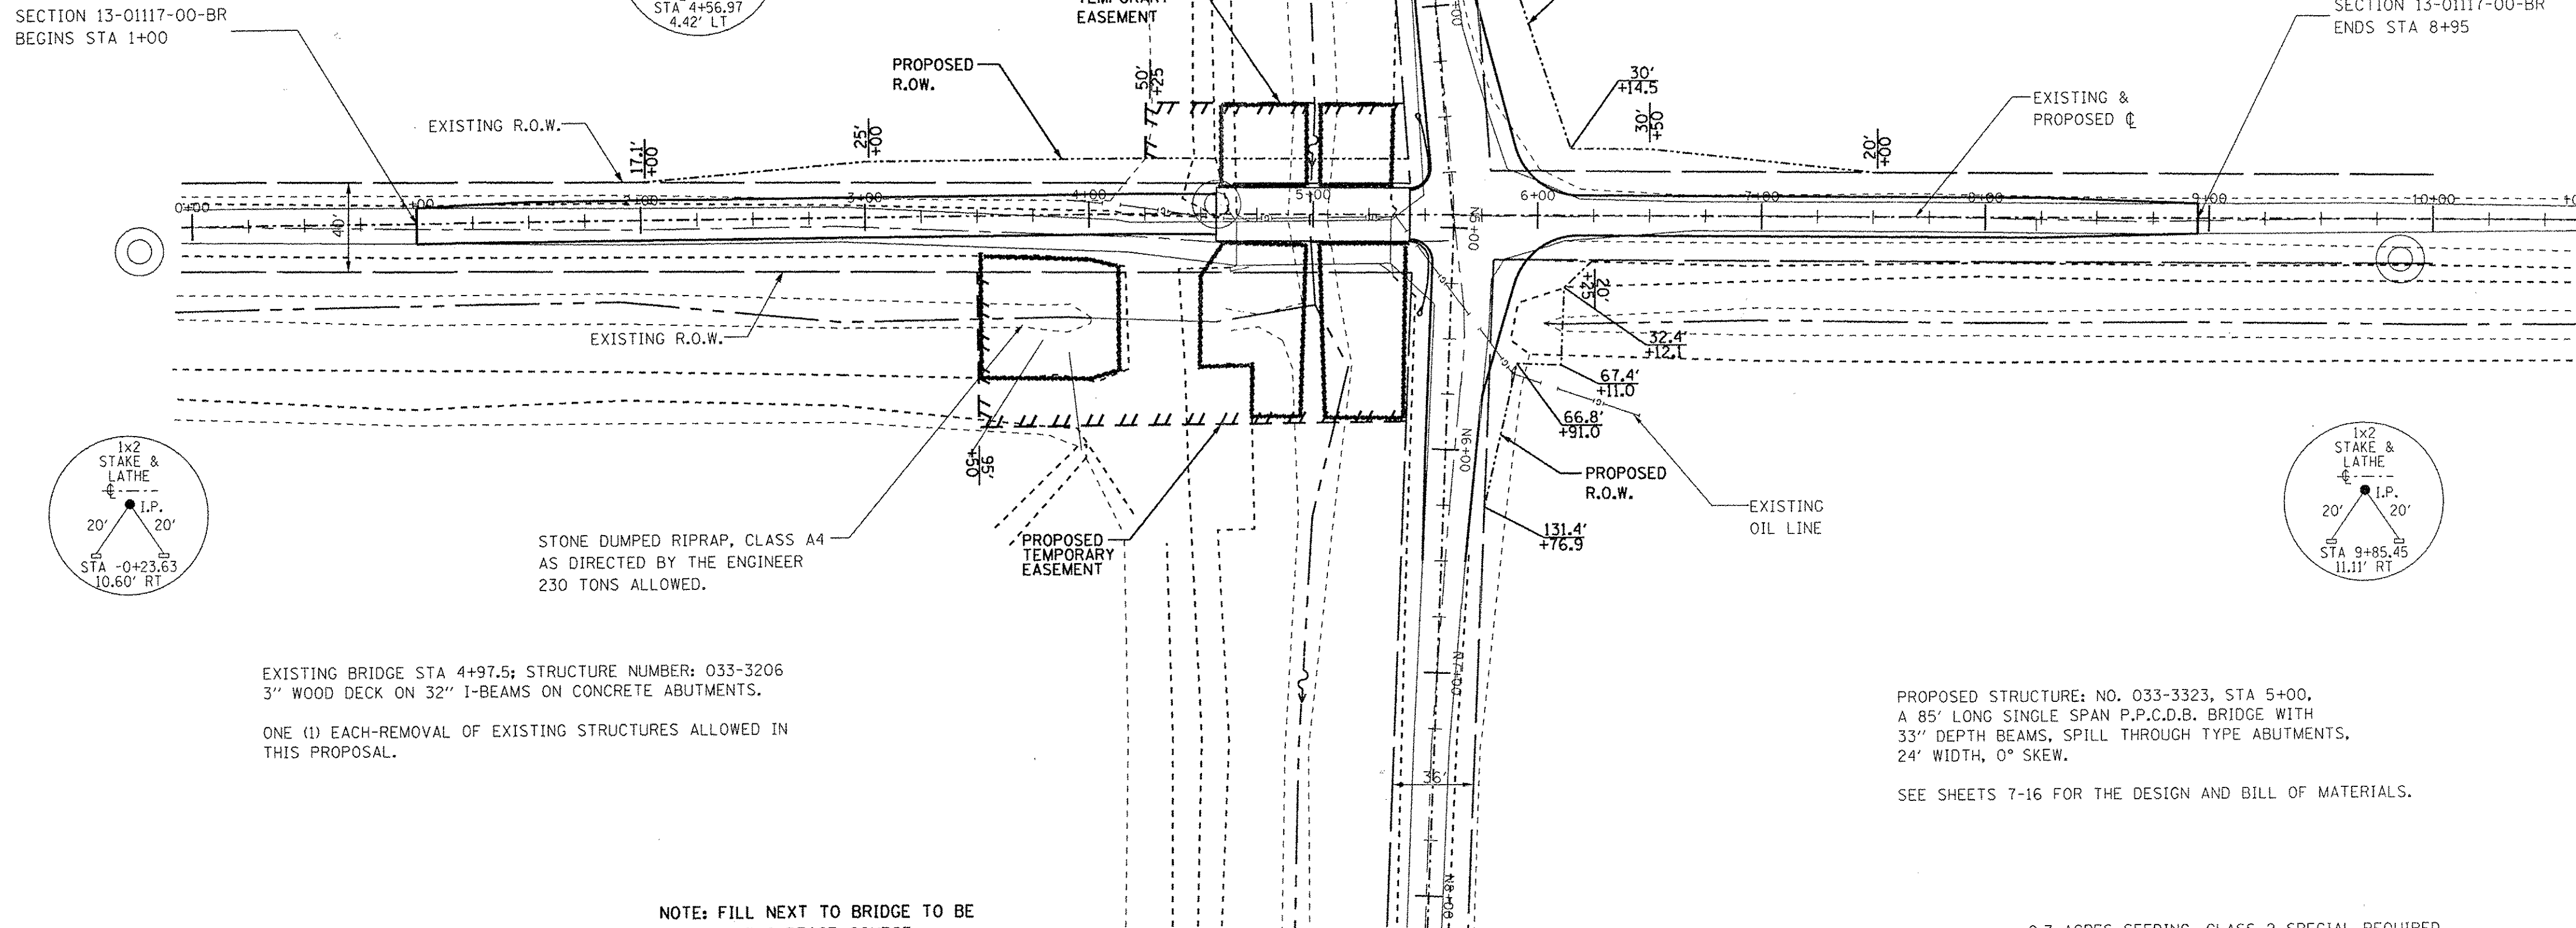 SECTION 13-01117-00-BR
BEGINS STA 1+00
STA 4+56.97
4.42' LT
TEMPORARY
EASEMENT
SECTION 13-01117-00-BR
ENDS STA 8+95
PROPOSED
R.OW.
50'
+25
30'
+14.5
EXISTING &
PROPOSED ℄
EXISTING R.O.W.
17.1'
+00
25'
+00
30'
+50
20'
+00
0+00
+00
2+00
3+00
4+00
5+00
6+00
7+00
8+00
9+00
10+00
40'
N5+00
+25
20'
EXISTING R.O.W.
32.4'
+12.1
67.4'
+11.0
66.8'
+91.0
N6+00
+50
95'
PROPOSED
R.O.W.
EXISTING
OIL LINE
131.4'
+76.9
1x2
STAKE &
LATHE
℄
I.P.
20' 20'
STA -0+23.63
10.60' RT
1x2
STAKE &
LATHE
℄
I.P.
20' 20'
STA 9+85.45
11.11' RT
STONE DUMPED RIPRAP, CLASS A4
AS DIRECTED BY THE ENGINEER
230 TONS ALLOWED.
PROPOSED
TEMPORARY
EASEMENT
EXISTING BRIDGE STA 4+97.5; STRUCTURE NUMBER: 033-3206
3" WOOD DECK ON 32" I-BEAMS ON CONCRETE ABUTMENTS.
ONE (1) EACH-REMOVAL OF EXISTING STRUCTURES ALLOWED IN
THIS PROPOSAL.
N7+00
36'
N8+00
PROPOSED STRUCTURE: NO. 033-3323, STA 5+00,
A 85' LONG SINGLE SPAN P.P.C.D.B. BRIDGE WITH
33" DEPTH BEAMS, SPILL THROUGH TYPE ABUTMENTS,
24' WIDTH, 0° SKEW.
SEE SHEETS 7-16 FOR THE DESIGN AND BILL OF MATERIALS.
NOTE: FILL NEXT TO BRIDGE TO BE